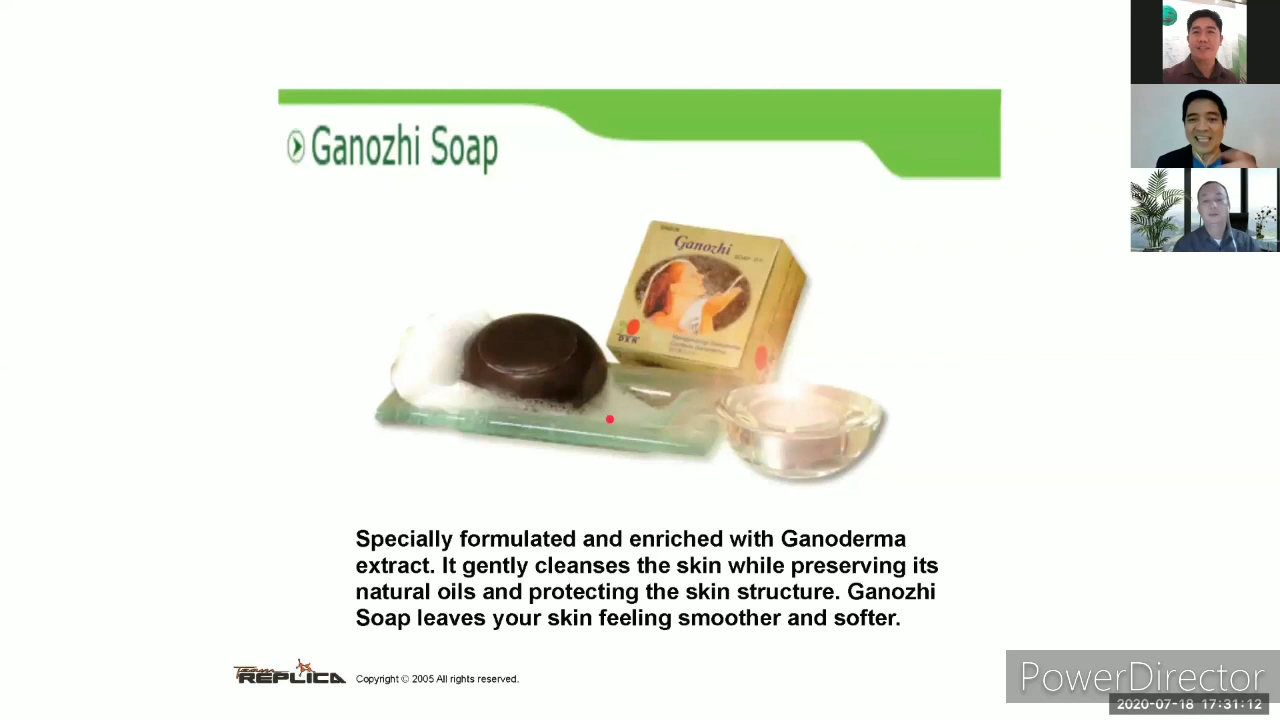 Ganozhi Soap
Ganozhi
DXN
Specially formulated and enriched with Ganoderma
extract. It gently cleanses the skin while preserving its
natural oils and protecting the skin structure. Ganozhi
Soap leaves your skin feeling smoother and softer.
Team
REPLICA
Copyright © 2005 All rights reserved.
PowerDirector
2020-07-18 17:31:12